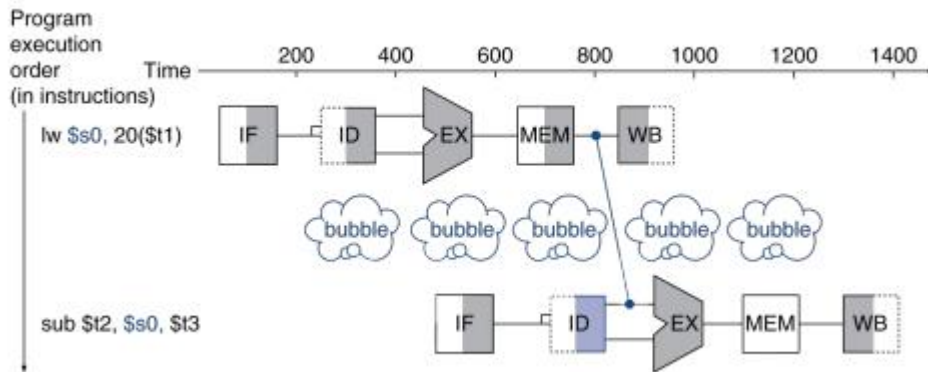 Program
execution
order
(in instructions)
Time
200 400 600 800 1000 1200 1400
lw $s0, 20($t1)
IF ID EX MEM WB
bubble bubble bubble bubble bubble
sub $t2, $s0, $t3
IF ID EX MEM WB